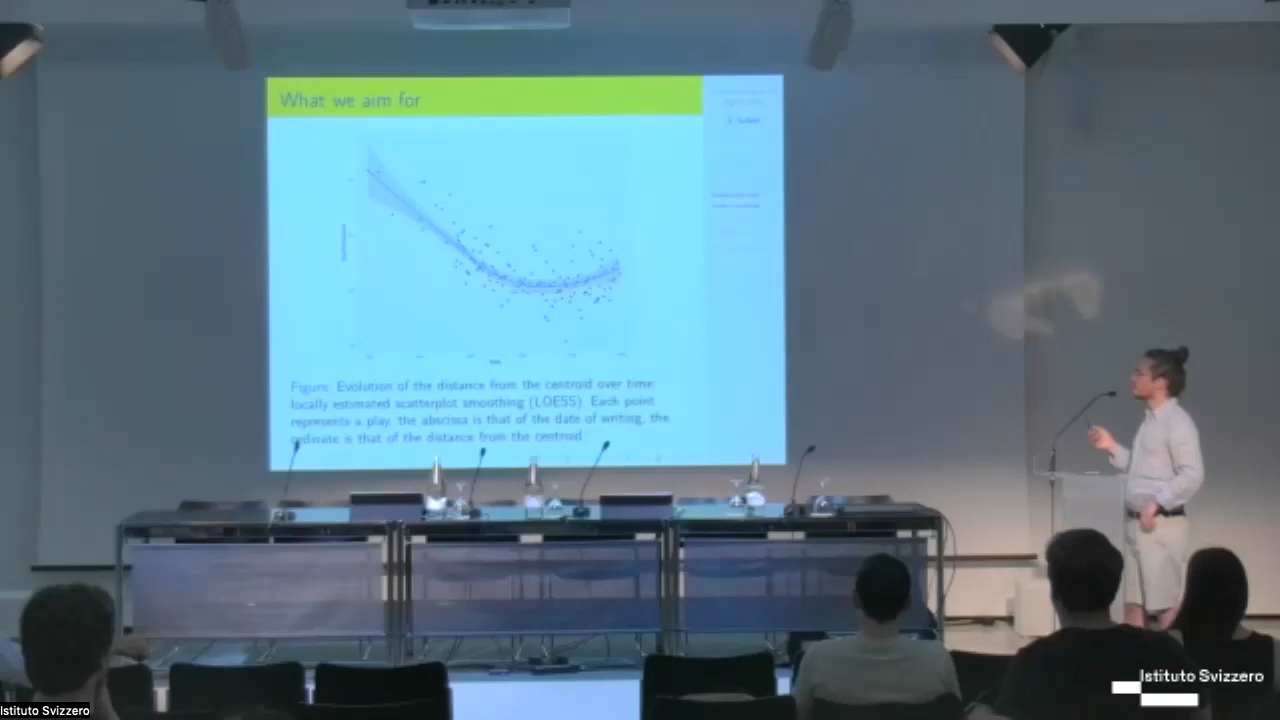 What we aim for
Figure: Evolution of the distance from the centroid over time:
locally estimated scatterplot smoothing (LOESS). Each point
represents a play, the abscissa is that of the date of writing, the
ordinate is that of the distance from the centroid.
Istituto Svizzero
Istituto Svizzero